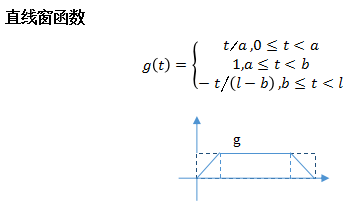 直线窗函数
t/a ,0 ≤ t < a
g(t) = { 1,a ≤ t < b
− t/(l − b) ,b ≤ t < l
g